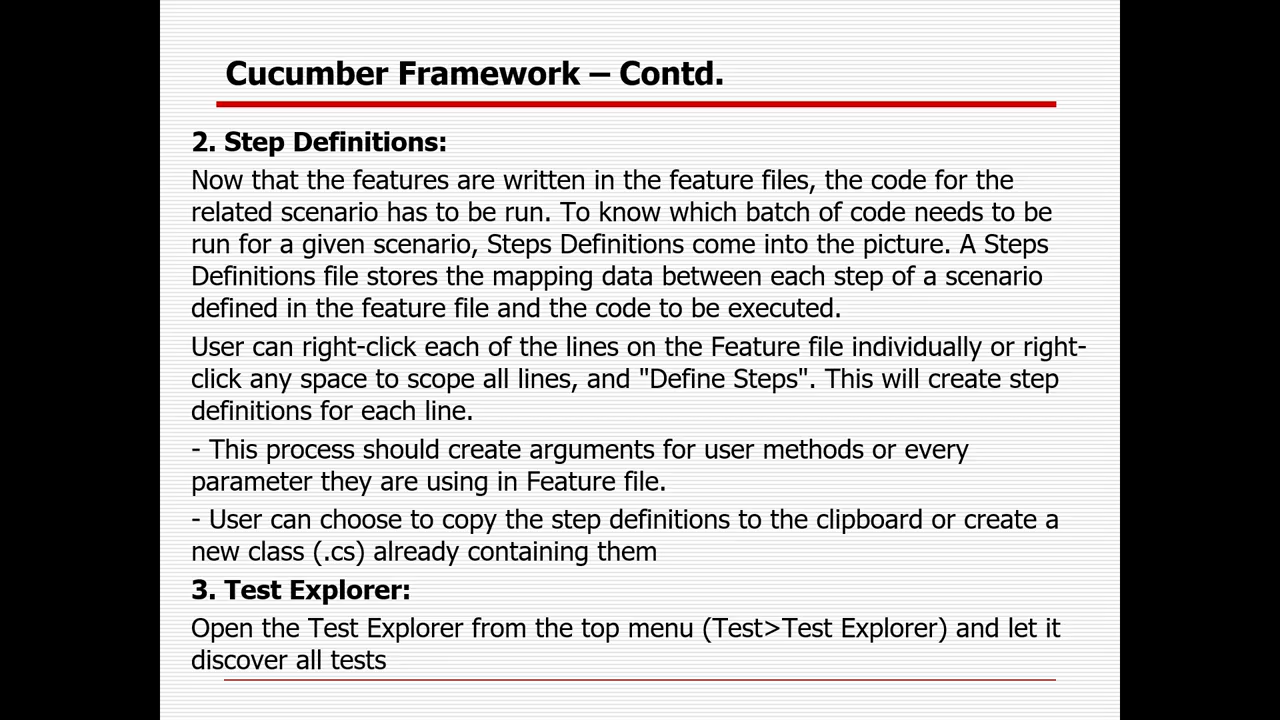 Cucumber Framework – Contd.
2. Step Definitions:
Now that the features are written in the feature files, the code for the
related scenario has to be run. To know which batch of code needs to be
run for a given scenario, Steps Definitions come into the picture. A Steps
Definitions file stores the mapping data between each step of a scenario
defined in the feature file and the code to be executed.
User can right-click each of the lines on the Feature file individually or right-
click any space to scope all lines, and "Define Steps". This will create step
definitions for each line.
- This process should create arguments for user methods or every
parameter they are using in Feature file.
- User can choose to copy the step definitions to the clipboard or create a
new class (.cs) already containing them
3. Test Explorer:
Open the Test Explorer from the top menu (Test>Test Explorer) and let it
discover all tests